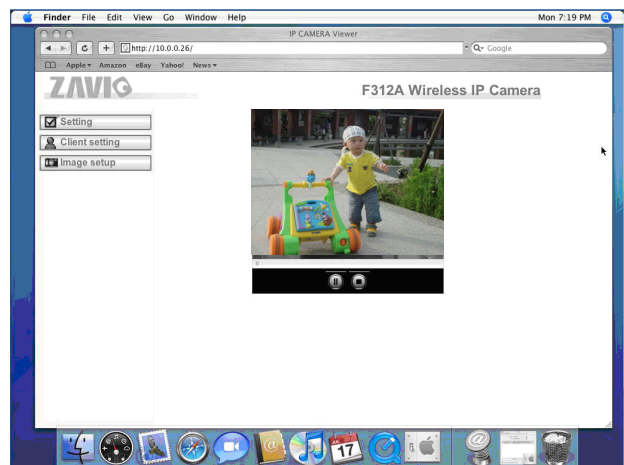 Finder File Edit View Go Window Help Mon 7:19 PM
IP CAMERA Viewer
http://10.0.0.26/
Google
Apple Amazon eBay Yahoo! News
ZAVIO
F312A Wireless IP Camera
Setting
Client setting
Image setup
17